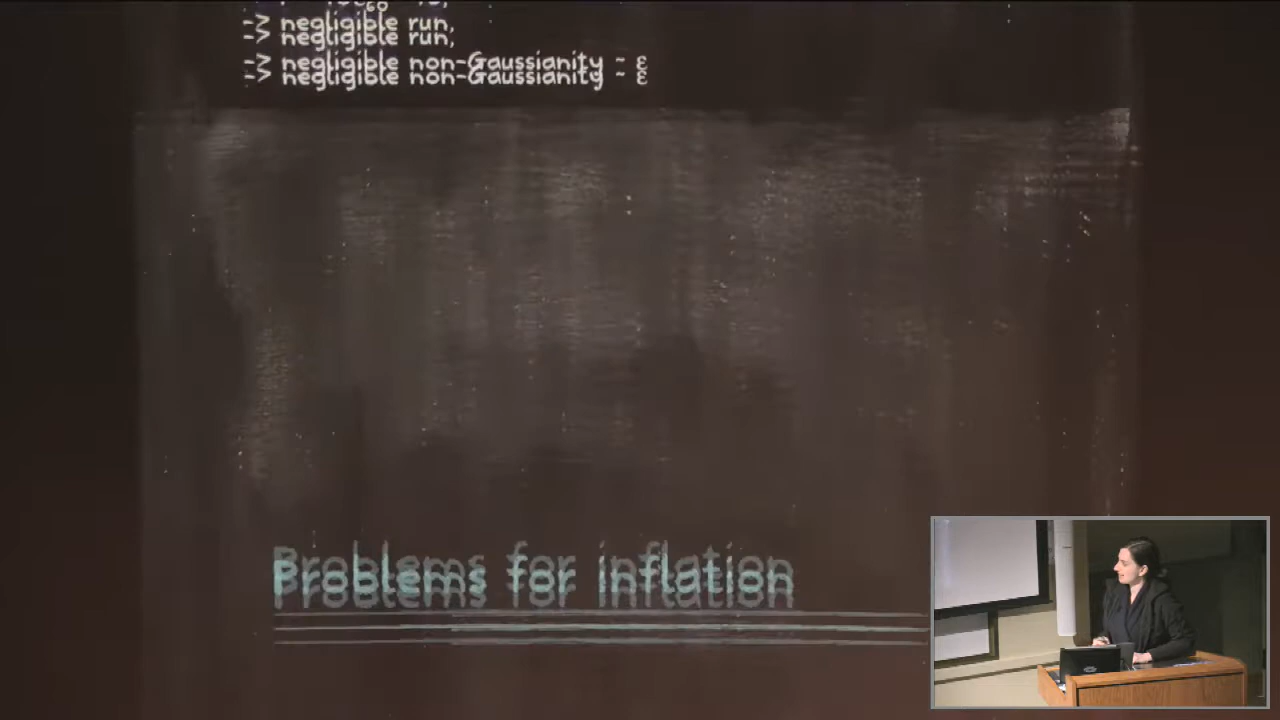 -> negligible run,
-> negligible non-Gaussianity ~ ε
Problems for inflation